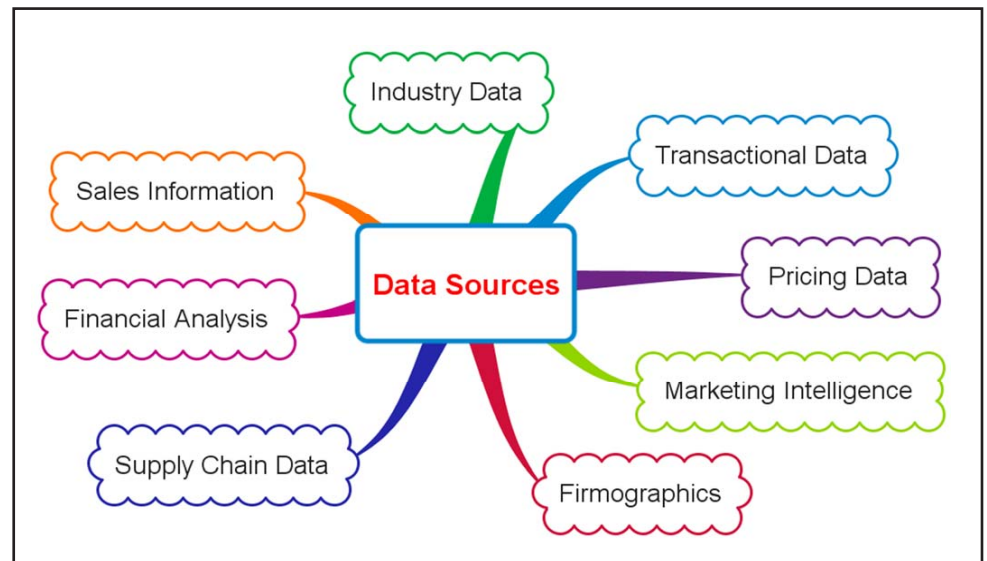 Industry Data
Transactional Data
Sales Information
Pricing Data
Data Sources
Financial Analysis
Marketing Intelligence
Supply Chain Data
Firmographics